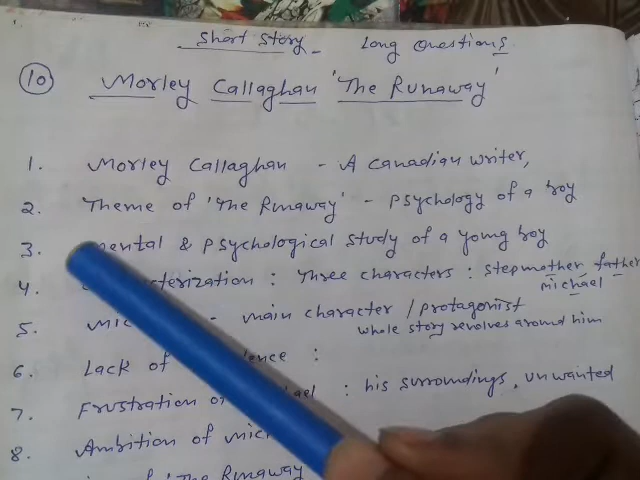 Short Story Long Questions
10 Morley Callaghan 'The Runaway'
1. Morley Callaghan - A Canadian writer,
2. Theme of 'The Runaway' - Psychology of a boy
3. mental & Psychological study of a young boy
4. : Three characters : stepmother, father
michael
5. - main character / protagonist
whole story revolves around him
6. Lack of :
7. Frustration : his surroundings, unwanted
8. Ambition of
'The Runaway